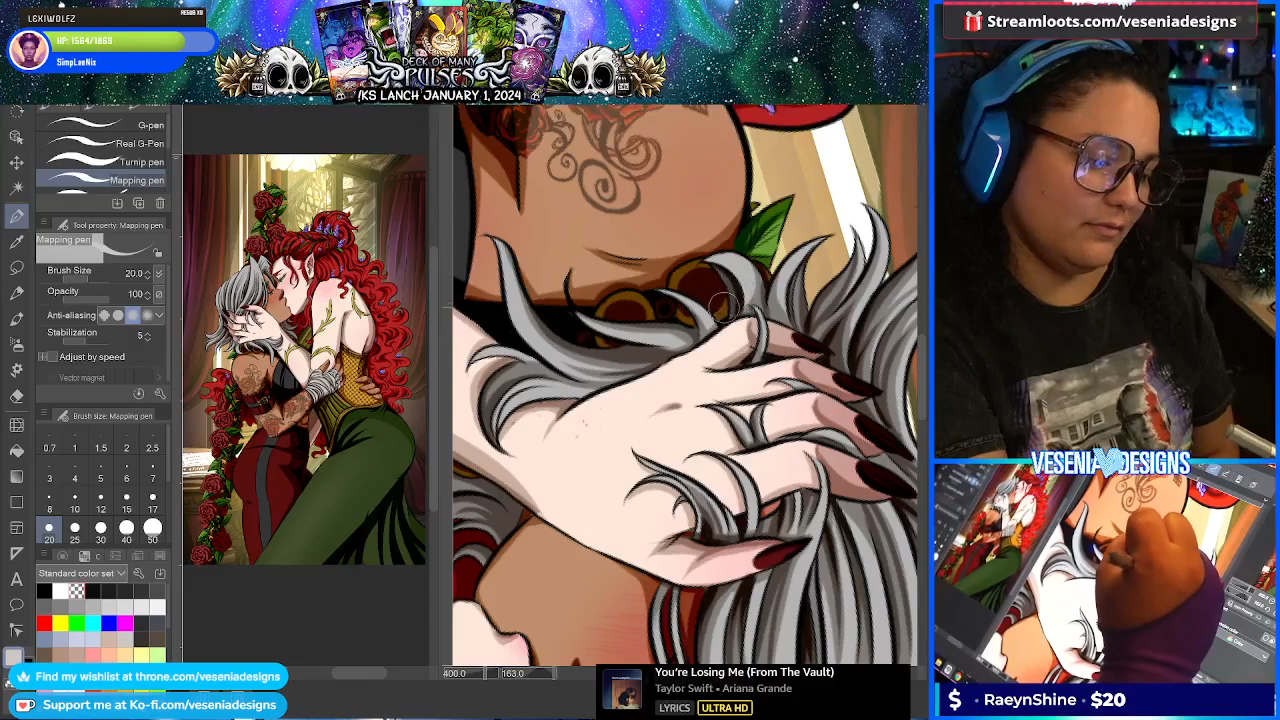 LEXIWOLFZ
HP: 1564/1869
SimpLeeNix
DECK OF MANY
PULSES
!KS LANCH JANUARY 1, 2024
Streamloots.com/veseniadesigns
G-pen
Real G-Pen
Turnip pen
Mapping pen
Tool property: Mapping pen
Mapping pen
Brush Size
20.0
Opacity
100
Anti-aliasing
Stabilization
5
Adjust by speed
Vector magnet
Brush size: Mapping pen
0.7 1 1.5 2 2.5
3 4 5 6 7
8 10 12 15 17
20 25 30 40 50
Standard color set
400.0
163.0
Find my wishlist at throne.com/veseniadesigns
Support me at Ko-fi.com/veseniadesigns
You're Losing Me (From The Vault)
Taylor Swift • Ariana Grande
LYRICS
ULTRA HD
VESENIA DESIGNS
$ RaeynShine - $20